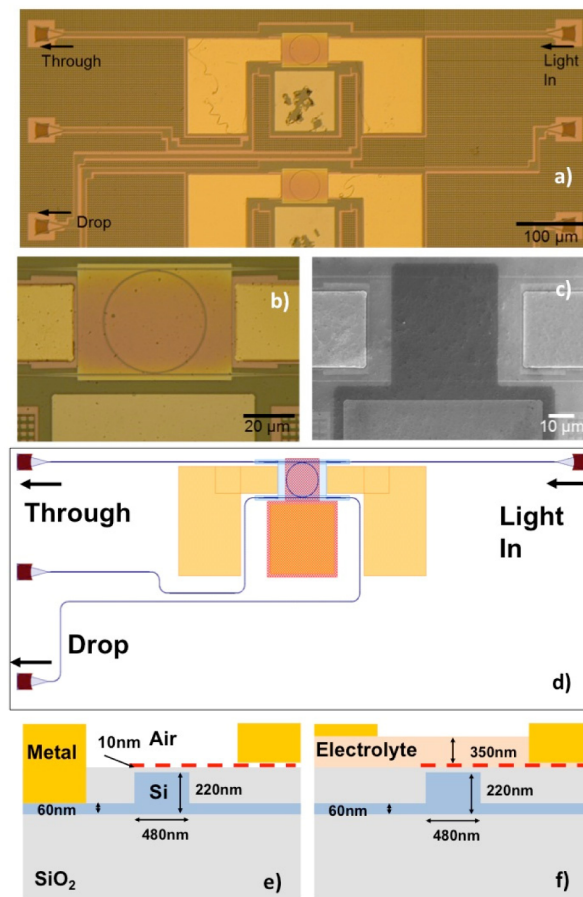 Through
Light
In
Drop
a)
100 µm
b)
20 µm
c)
10 µm
Through
Light
In
Drop
d)
Metal
10nm
Air
Si
220nm
60nm
480nm
SiO2
e)
Electrolyte
350nm
220nm
60nm
480nm
f)